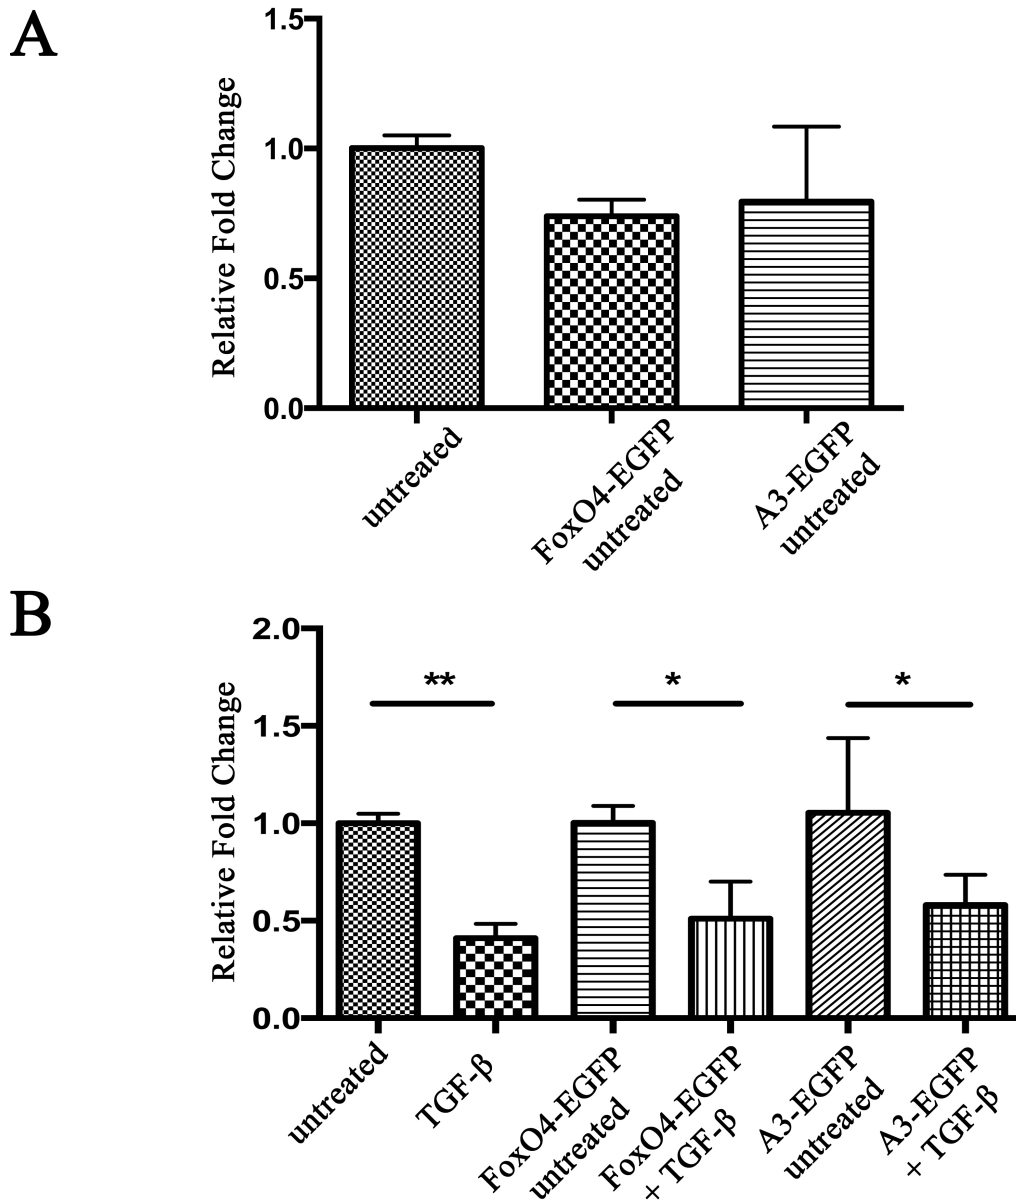 A
Relative Fold Change
1.5
1.0
0.5
0.0
untreated
FoxO4-EGFP
untreated
A3-EGFP
untreated
B
Relative Fold Change
2.0
1.5
1.0
0.5
0.0
**
*
*
untreated
TGF-β
FoxO4-EGFP
untreated
FoxO4-EGFP
+ TGF-β
A3-EGFP
untreated
A3-EGFP
+ TGF-β